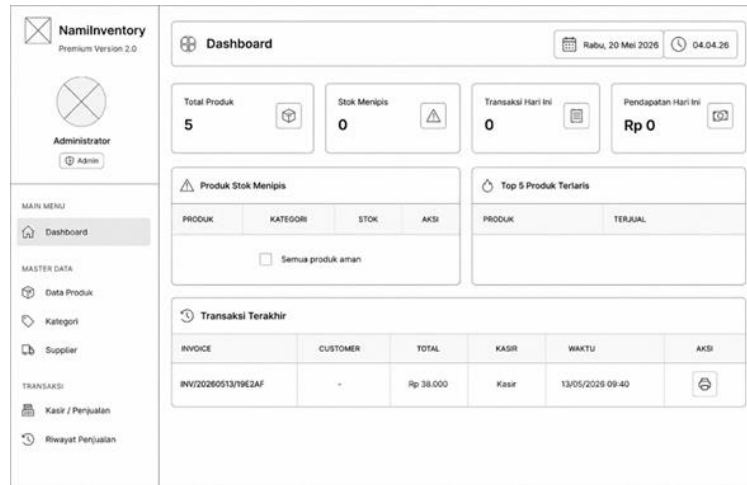 NamiInventory
Premium Version 2.0
Administrator
Admin
MAIN MENU
Dashboard
MASTER DATA
Data Produk
Kategori
Supplier
TRANSAKSI
Kasir / Penjualan
Riwayat Penjualan
Dashboard
Rabu, 20 Mei 2026
04.04.26
Total Produk
5
Stok Menipis
0
Transaksi Hari Ini
0
Pendapatan Hari Ini
Rp 0
Produk Stok Menipis
PRODUK KATEGORI STOK AKSI
Semua produk aman
Top 5 Produk Terlaris
PRODUK TERJUAL
Transaksi Terakhir
INVOICE CUSTOMER TOTAL KASIR WAKTU AKSI
INV/20260513/19E2AF - Rp 38.000 Kasir 13/05/2026 09:40